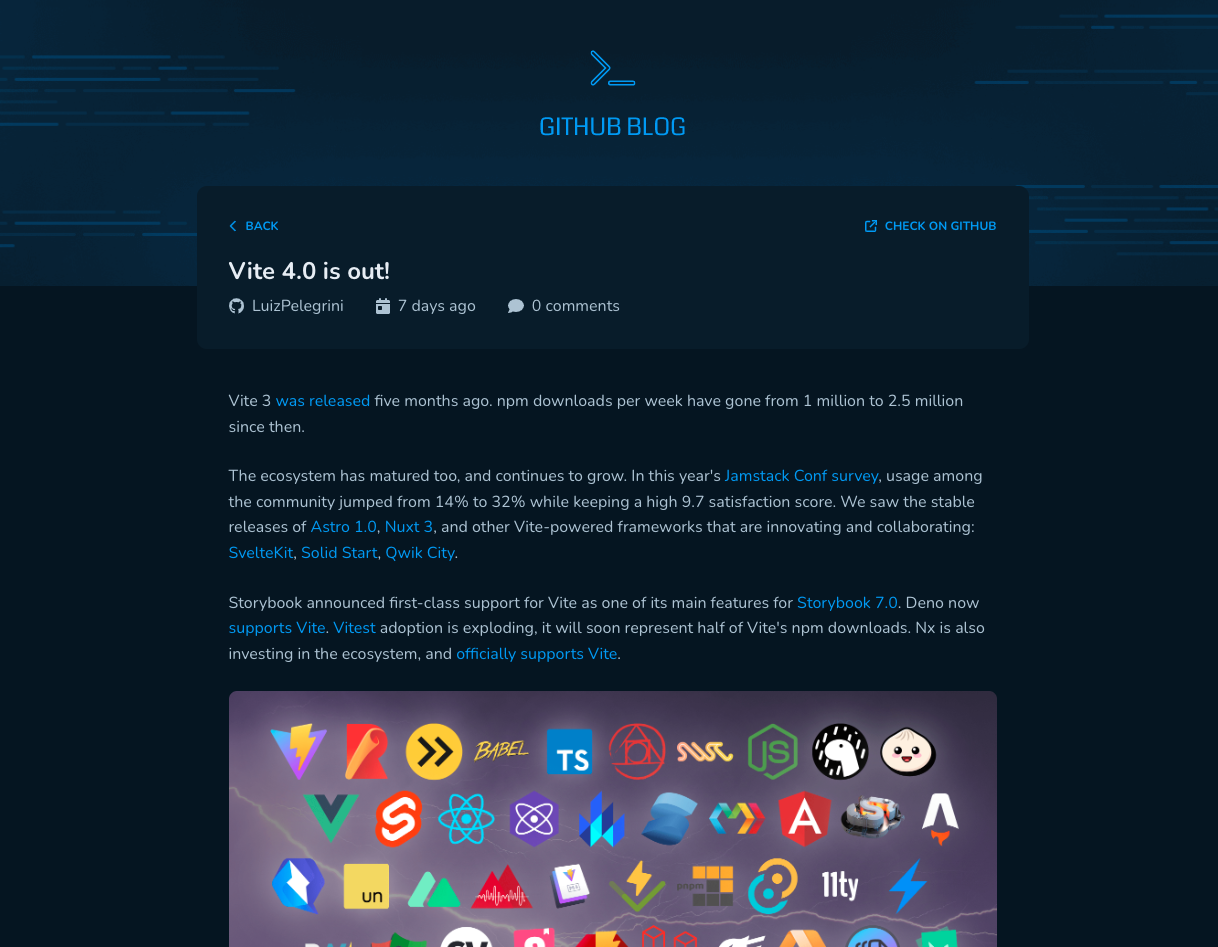 GITHUB BLOG
BACK
CHECK ON GITHUB
Vite 4.0 is out!
LuizPelegrini
7 days ago
0 comments
Vite 3 was released five months ago. npm downloads per week have gone from 1 million to 2.5 million
since then.
The ecosystem has matured too, and continues to grow. In this year's Jamstack Conf survey, usage among
the community jumped from 14% to 32% while keeping a high 9.7 satisfaction score. We saw the stable
releases of Astro 1.0, Nuxt 3, and other Vite-powered frameworks that are innovating and collaborating:
SvelteKit, Solid Start, Qwik City.
Storybook announced first-class support for Vite as one of its main features for Storybook 7.0. Deno now
supports Vite. Vitest adoption is exploding, it will soon represent half of Vite's npm downloads. Nx is also
investing in the ecosystem, and officially supports Vite.
BABEL
TS
JS
A
S
un
pnpm
11ty